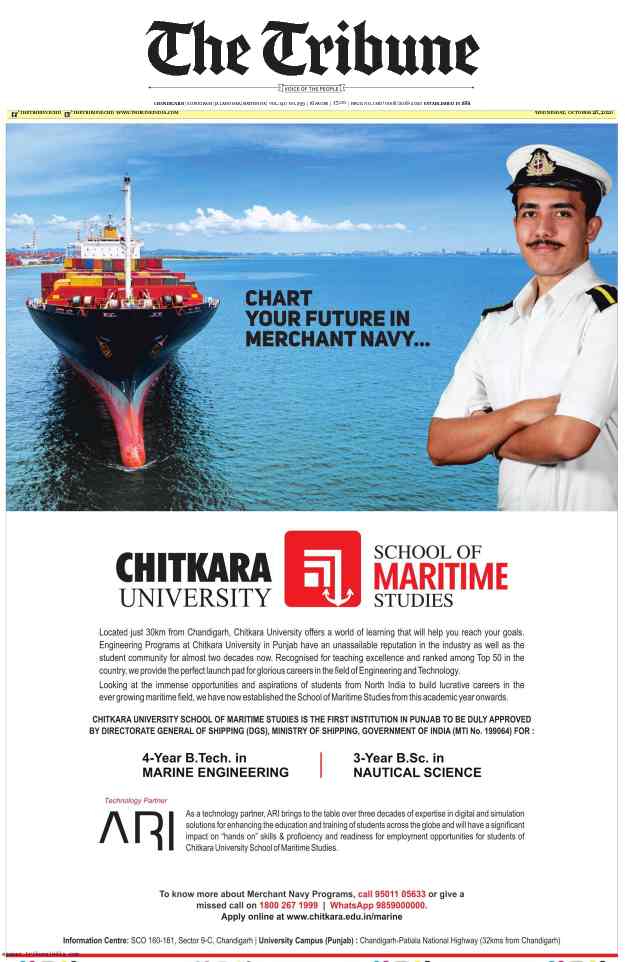 The Tribune
VOICE OF THE PEOPLE
WWW.TRIBUNEINDIA.COM WEDNESDAY, OCTOBER 28, 2020
CHART
YOUR FUTURE IN
MERCHANT NAVY...
CHITKARA
UNIVERSITY
SCHOOL OF
MARITIME
STUDIES
Located just 30km from Chandigarh, Chitkara University offers a world of learning that will help you reach your goals.
Engineering Programs at Chitkara University in Punjab have an unassailable reputation in the industry as well as the
student community for almost two decades now. Recognised for teaching excellence and ranked among Top 50 in the
country, we provide the perfect launch pad for glorious careers in the field of Engineering and Technology.
Looking at the immense opportunities and aspirations of students from North India to build lucrative careers in the
ever growing maritime field, we have now established the School of Maritime Studies from this academic year onwards.
CHITKARA UNIVERSITY SCHOOL OF MARITIME STUDIES IS THE FIRST INSTITUTION IN PUNJAB TO BE DULY APPROVED
BY DIRECTORATE GENERAL OF SHIPPING (DGS), MINISTRY OF SHIPPING, GOVERNMENT OF INDIA (MTI No. 199064) FOR :
4-Year B.Tech. in
MARINE ENGINEERING
3-Year B.Sc. in
NAUTICAL SCIENCE
Technology Partner
ARI
As a technology partner, ARI brings to the table over three decades of expertise in digital and simulation
solutions for enhancing the education and training of students across the globe and will have a significant
impact on "hands on" skills & proficiency and readiness for employment opportunities for students of
Chitkara University School of Maritime Studies.
To know more about Merchant Navy Programs, call 95011 05633 or give a
missed call on 1800 267 1999 | WhatsApp 9859000000.
Apply online at www.chitkara.edu.in/marine
Information Centre: SCO 160-161, Sector 9-C, Chandigarh | University Campus (Punjab) : Chandigarh-Patiala National Highway (32kms from Chandigarh)